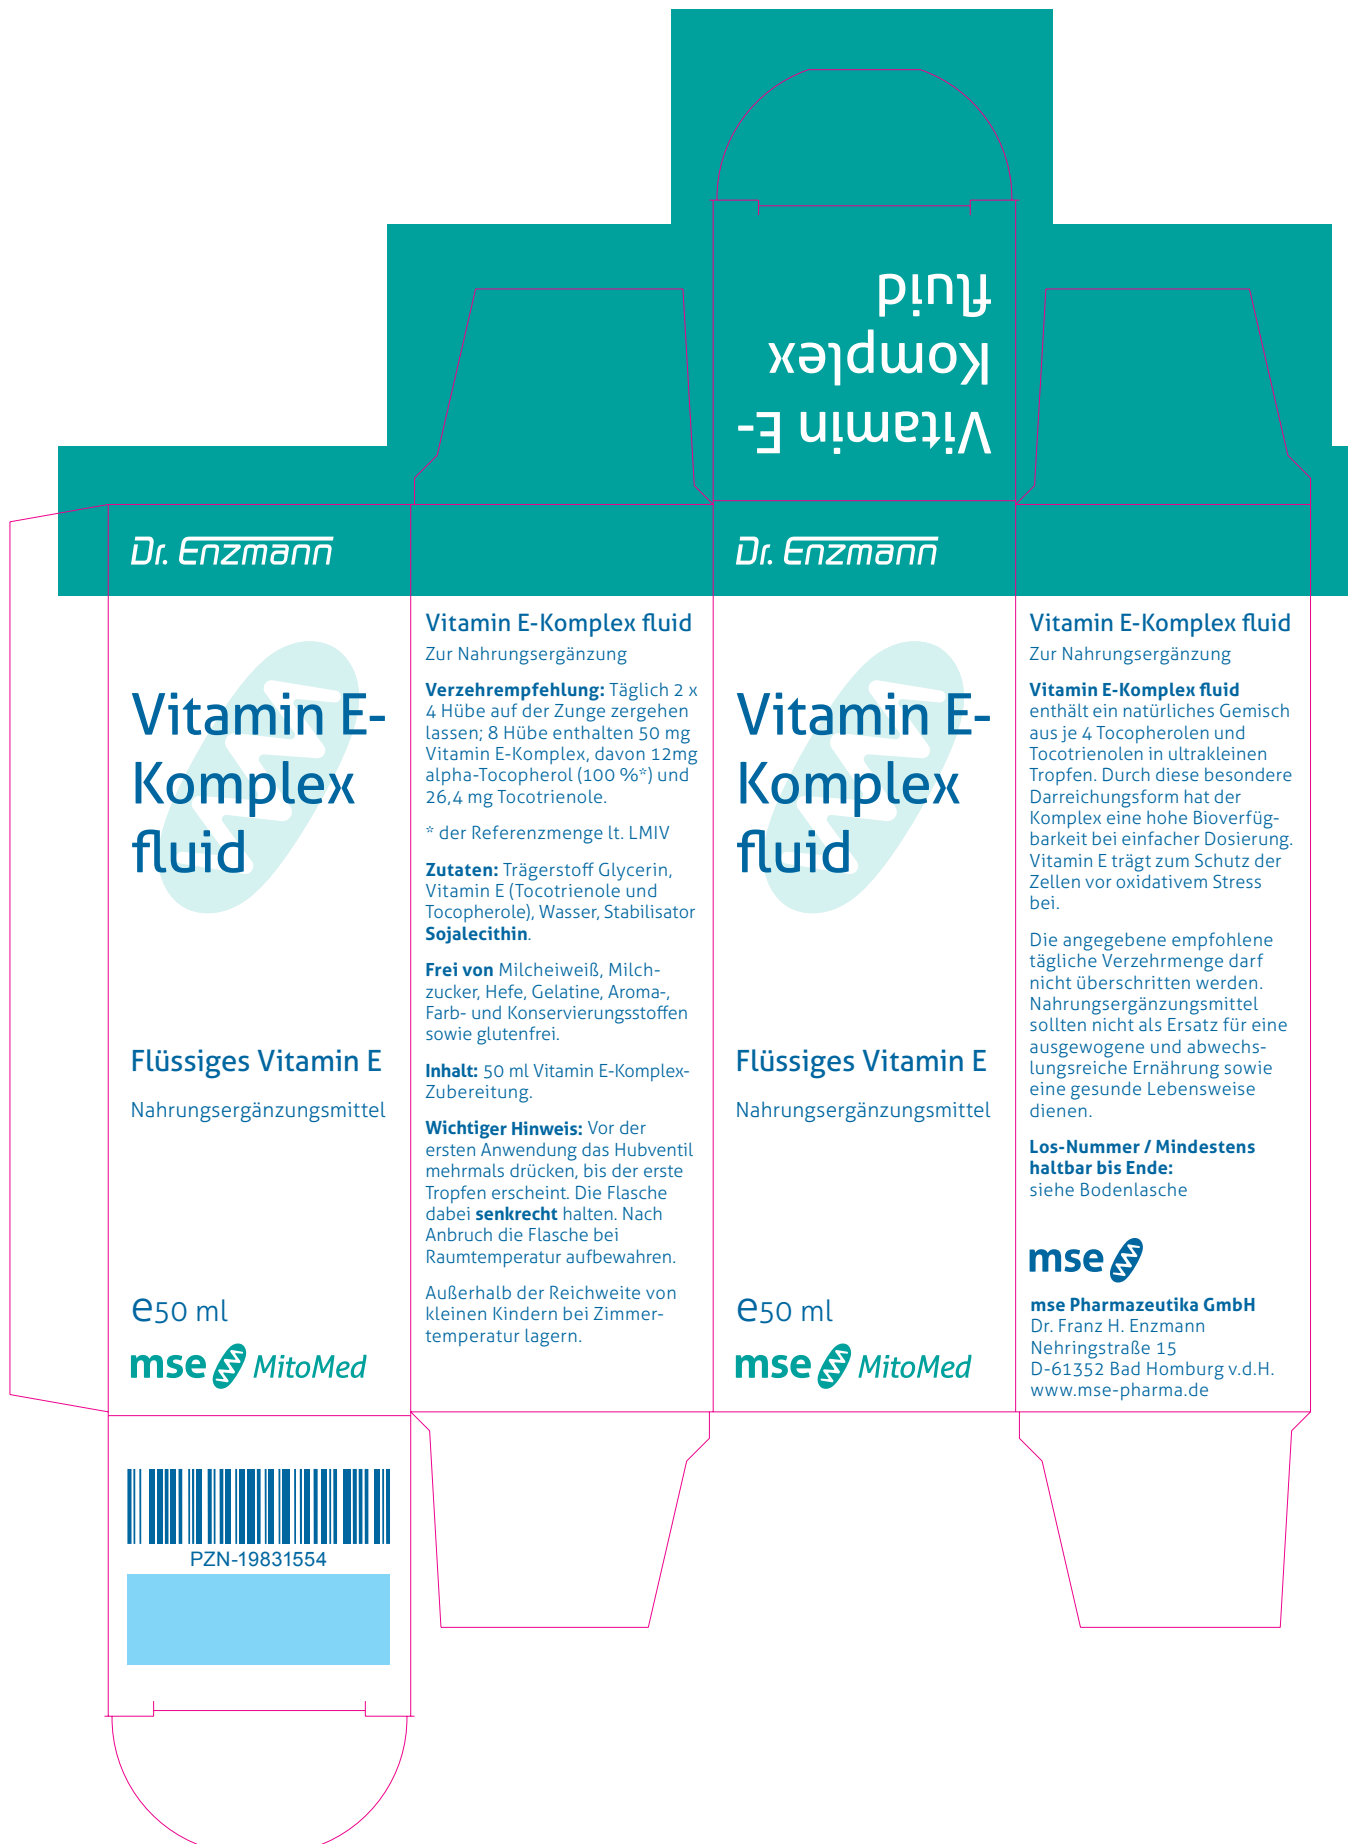 Vitamin E-
Komplex
fluid
Dr. Enzmann
Vitamin E-
Komplex
fluid
Flüssiges Vitamin E
Nahrungsergänzungsmittel
e50 ml
mse MitoMed
PZN-19831554
Vitamin E-Komplex fluid
Zur Nahrungsergänzung
Verzehrempfehlung: Täglich 2 x
4 Hübe auf der Zunge zergehen
lassen; 8 Hübe enthalten 50 mg
Vitamin E-Komplex, davon 12mg
alpha-Tocopherol (100 %*) und
26,4 mg Tocotrienole.
* der Referenzmenge lt. LMIV
Zutaten: Trägerstoff Glycerin,
Vitamin E (Tocotrienole und
Tocopherole), Wasser, Stabilisator
Sojalecithin.
Frei von Milcheiweiß, Milch-
zucker, Hefe, Gelatine, Aroma-,
Farb- und Konservierungsstoffen
sowie glutenfrei.
Inhalt: 50 ml Vitamin E-Komplex-
Zubereitung.
Wichtiger Hinweis: Vor der
ersten Anwendung das Hubventil
mehrmals drücken, bis der erste
Tropfen erscheint. Die Flasche
dabei senkrecht halten. Nach
Anbruch die Flasche bei
Raumtemperatur aufbewahren.
Außerhalb der Reichweite von
kleinen Kindern bei Zimmer-
temperatur lagern.
Dr. Enzmann
Vitamin E-
Komplex
fluid
Flüssiges Vitamin E
Nahrungsergänzungsmittel
e50 ml
mse MitoMed
Vitamin E-Komplex fluid
Zur Nahrungsergänzung
Vitamin E-Komplex fluid
enthält ein natürliches Gemisch
aus je 4 Tocopherolen und
Tocotrienolen in ultrakleinen
Tropfen. Durch diese besondere
Darreichungsform hat der
Komplex eine hohe Bioverfüg-
barkeit bei einfacher Dosierung.
Vitamin E trägt zum Schutz der
Zellen vor oxidativem Stress
bei.
Die angegebene empfohlene
tägliche Verzehrmenge darf
nicht überschritten werden.
Nahrungsergänzungsmittel
sollten nicht als Ersatz für eine
ausgewogene und abwechs-
lungsreiche Ernährung sowie
eine gesunde Lebensweise
dienen.
Los-Nummer / Mindestens
haltbar bis Ende:
siehe Bodenlasche
mse
mse Pharmazeutika GmbH
Dr. Franz H. Enzmann
Nehringstraße 15
D-61352 Bad Homburg v.d.H.
www.mse-pharma.de